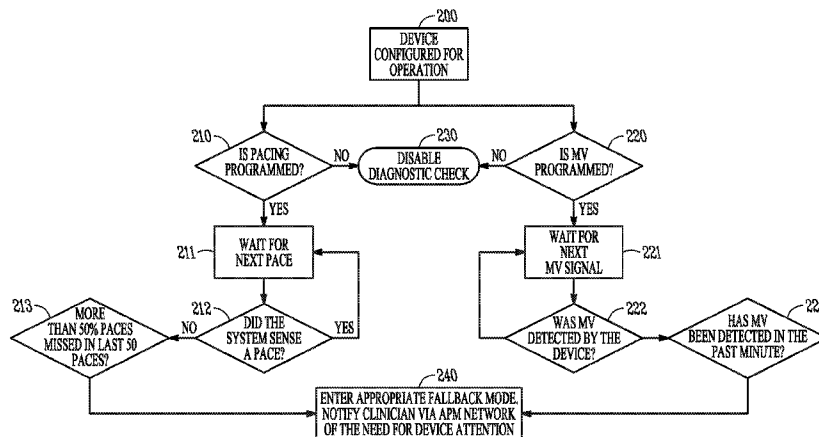 200
DEVICE
CONFIGURED FOR
OPERATION
210
230
220
IS PACING
PROGRAMMED?
NO
DISABLE
DIAGNOSTIC CHECK
NO
IS MV
PROGRAMMED?
YES
YES
211
WAIT FOR
NEXT PACE
WAIT FOR
NEXT
MV SIGNAL
221
213
MORE
THAN 50% PACES
MISSED IN LAST 50
PACES?
NO
212
DID THE
SYSTEM SENSE
A PACE?
YES
222
WAS MV
DETECTED BY THE
DEVICE?
HAS MV
BEEN DETECTED IN THE
PAST MINUTE?
240
ENTER APPROPRIATE FALLBACK MODE.
NOTIFY CLINICIAN VIA APM NETWORK
OF THE NEED FOR DEVICE ATTENTION